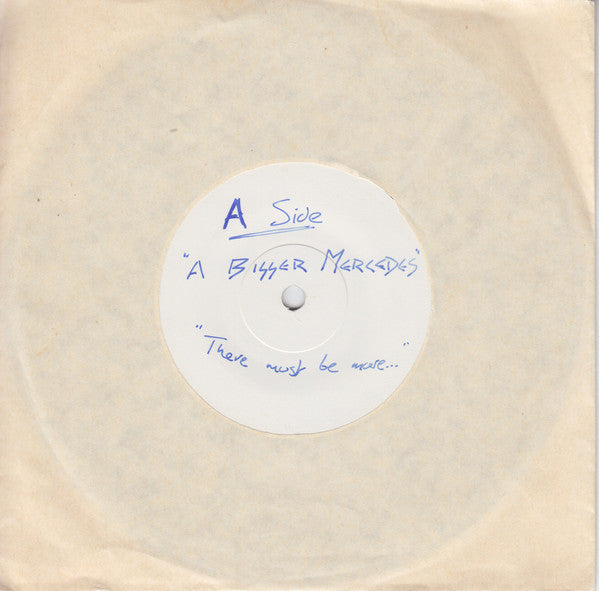 A Side
"A BIGGER MERCEDES"
"There must be more..."